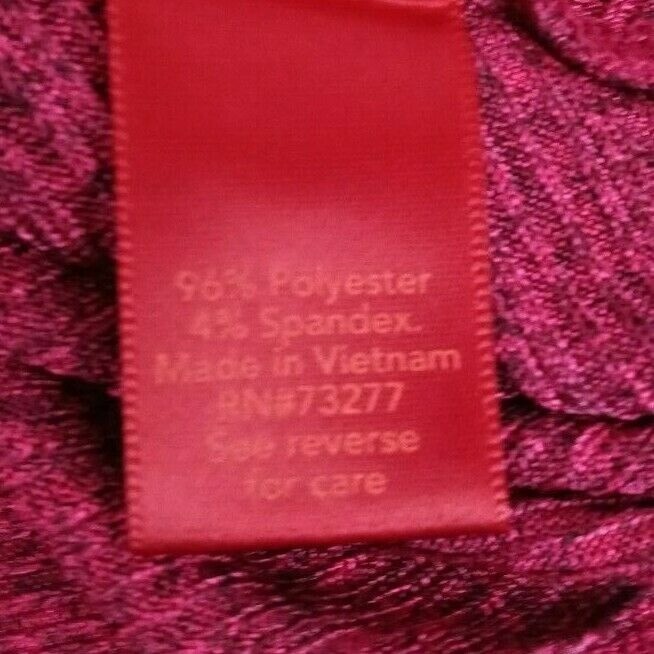 96% Polyester
4% Spandex.
Made in Vietnam
RN#73277
See reverse
for care